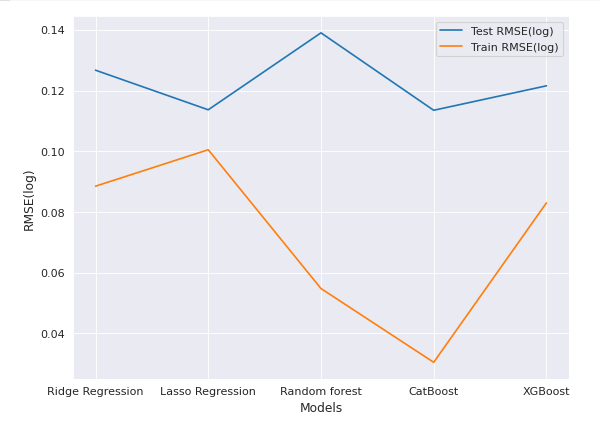 0.14
0.12
0.10
0.08
0.06
0.04
RMSE(log)
Test RMSE(log)
Train RMSE(log)
Ridge Regression Lasso Regression Random forest CatBoost XGBoost
Models